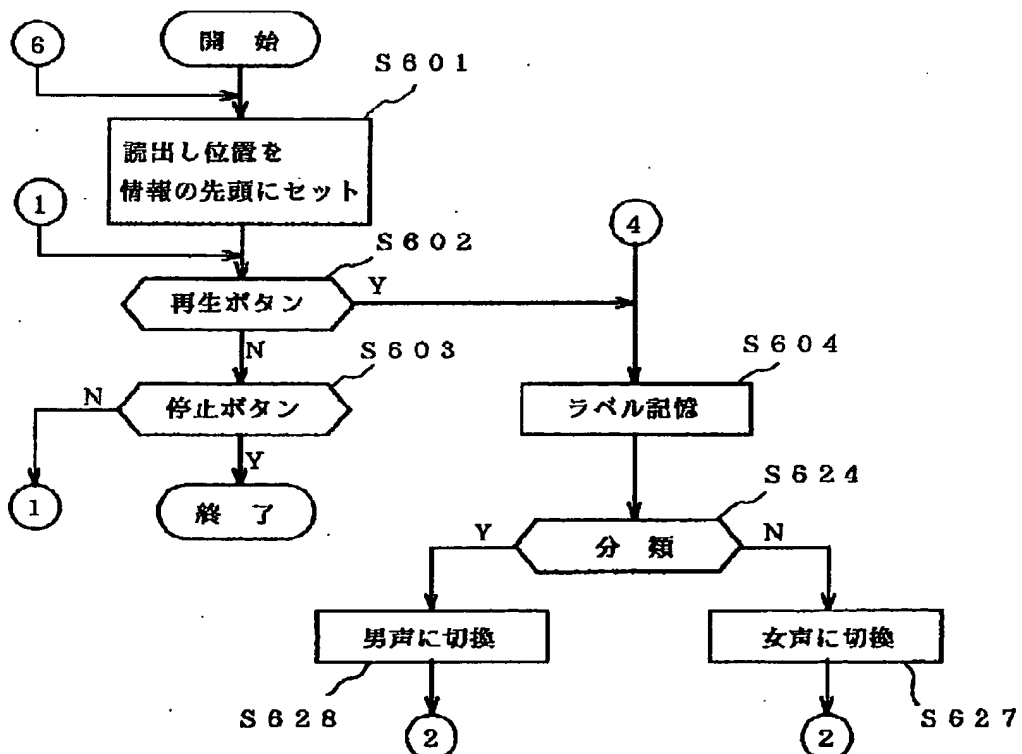 6
開 始
S601
読出し位置を
情報の先頭にセット
1
4
S602
再生ボタン
Y
N
S603
S604
停止ボタン
N
ラベル記憶
Y
S624
1
終 了
Y
分 類
N
男声に切換
女声に切換
S628
2
2
S627